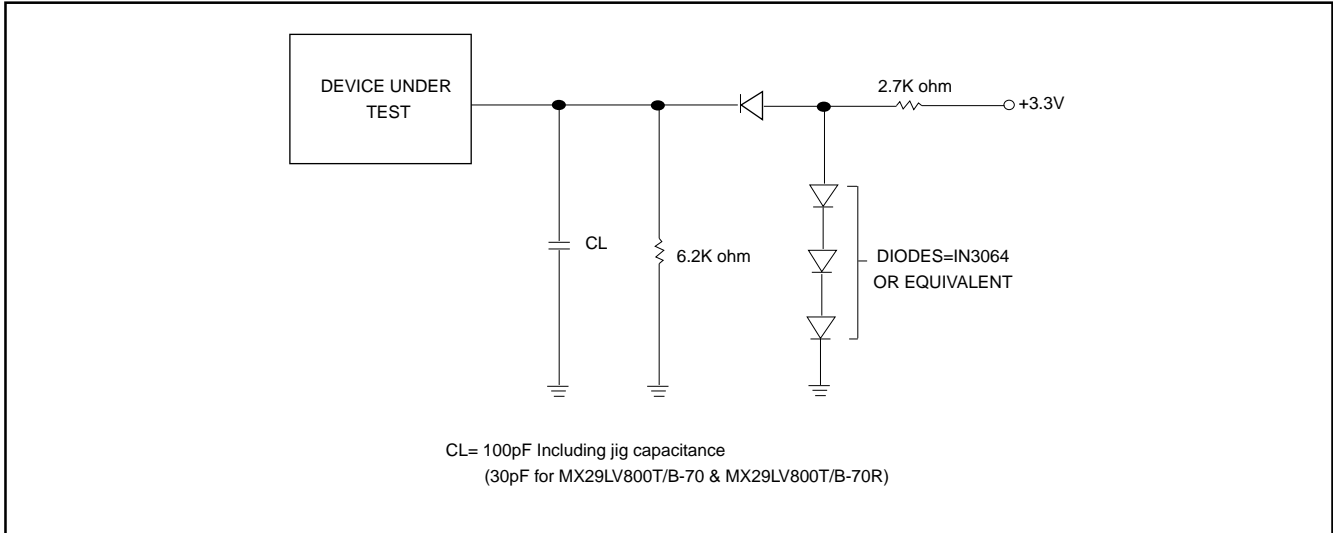 DEVICE UNDER
TEST
2.7K ohm
+3.3V
CL
6.2K ohm
DIODES=IN3064
OR EQUIVALENT
CL= 100pF Including jig capacitance
(30pF for MX29LV800T/B-70 & MX29LV800T/B-70R)